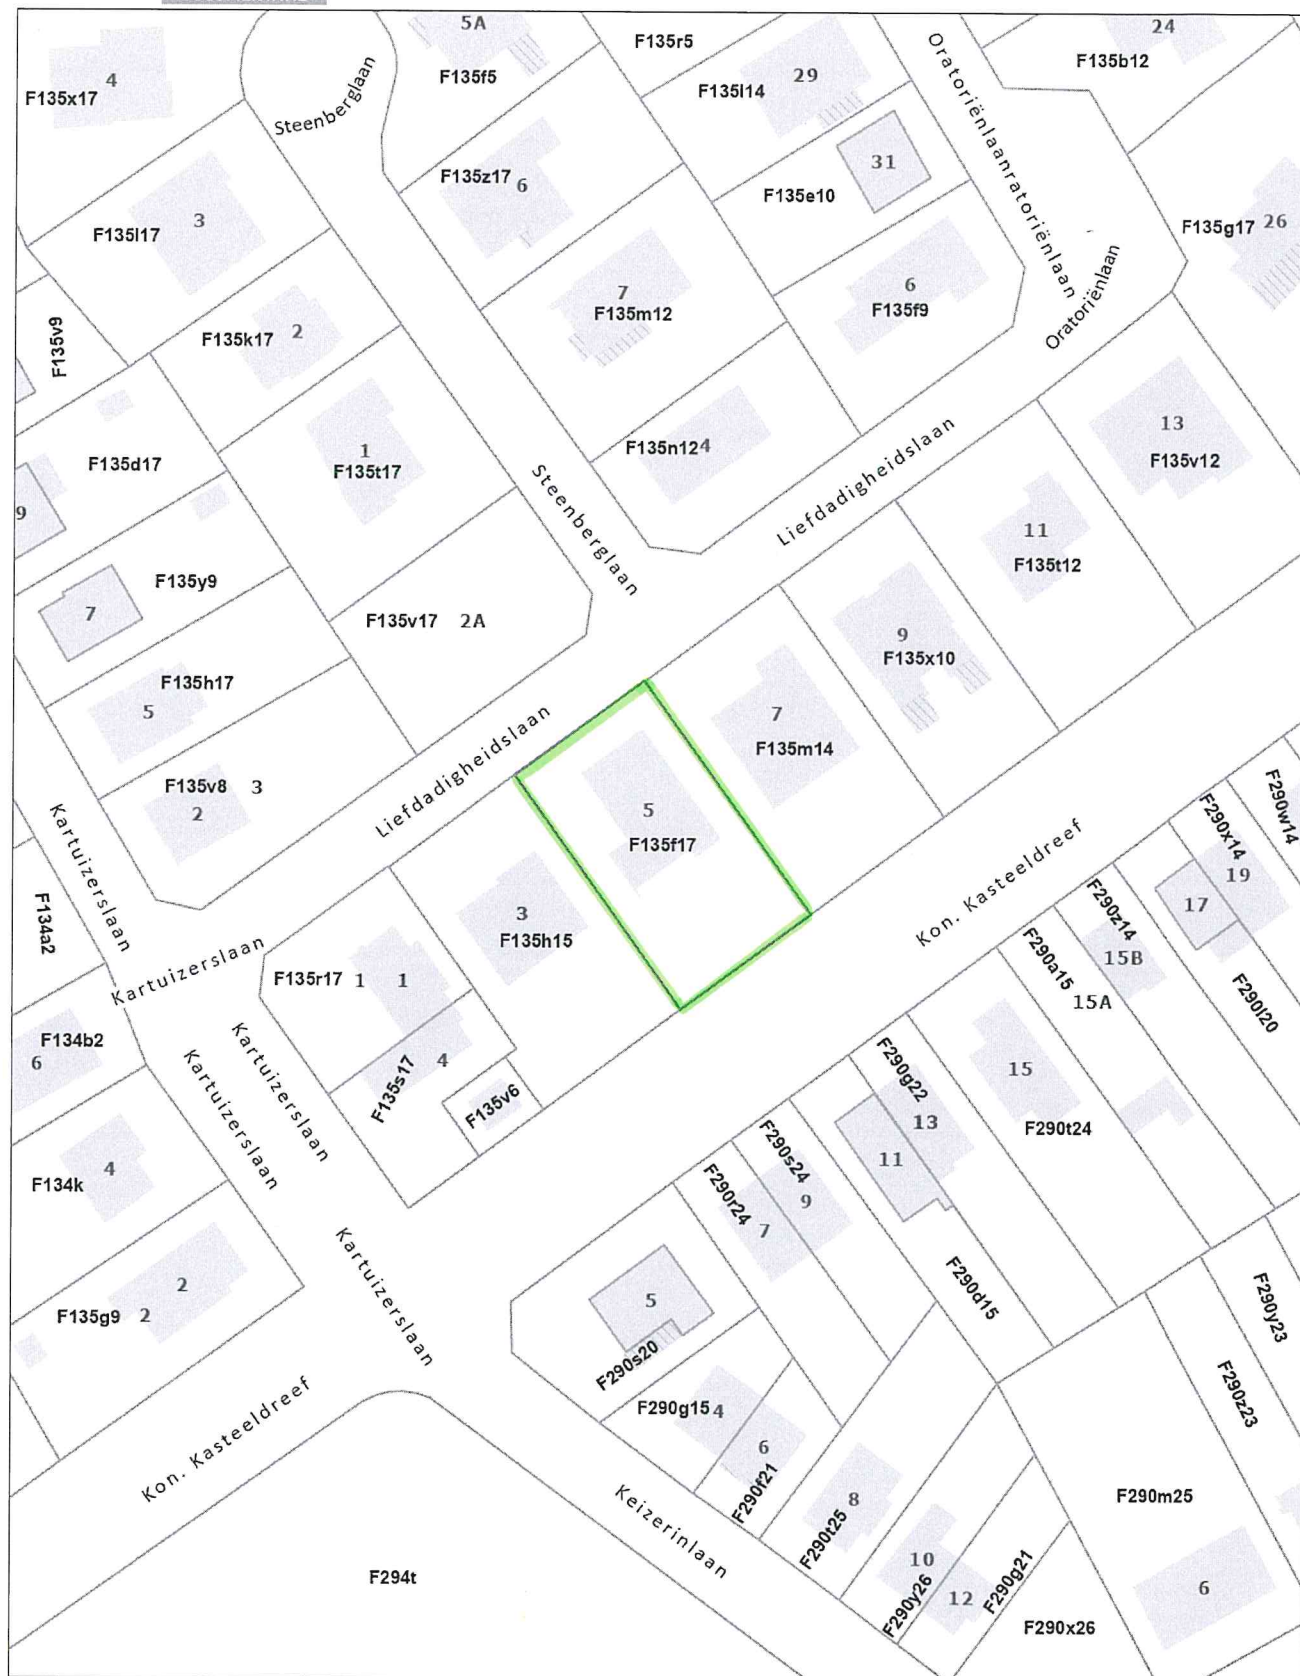 5A
F135f5
F135r5
24
F135b12
4
F135x17
Steenberglaan
29
F135l14
Oratoriënlaanratoriënlaan
31
F135e10
F135z17
6
3
F135l17
26
F135g17
Oratoriënlaan
7
F135m12
6
F135f9
F135v9
F135k17
2
F135n12
4
Liefdadigheidslaan
13
F135v12
F135d17
1
F135t17
Steenberglaan
9
11
F135t12
F135y9
7
F135v17
2A
9
F135x10
F135h17
5
Liefdadigheidslaan
7
F135m14
F135v8
3
2
5
F135f17
Kartuizerslaan
Kon. Kasteeldreef
F290w14
F290x14
19
17
F290z14
15B
F290l20
F290a15
15A
F134a2
3
F135h15
Kartuizerslaan
F135r17
1
1
F134b2
6
Kartuizerslaan
Kartuizerslaan
4
F135s17
F135v6
F290g22
13
11
15
F290t24
4
F134k
F290s24
9
F290r24
7
Kartuizerslaan
2
F135g9
2
5
F290s20
F290d15
F290y23
F290z23
Kon. Kasteeldreef
F290g15
4
6
F290f21
Keizerinlaan
8
F290t25
F290m25
10
F290y26
12
F290g21
6
F294t
F290x26